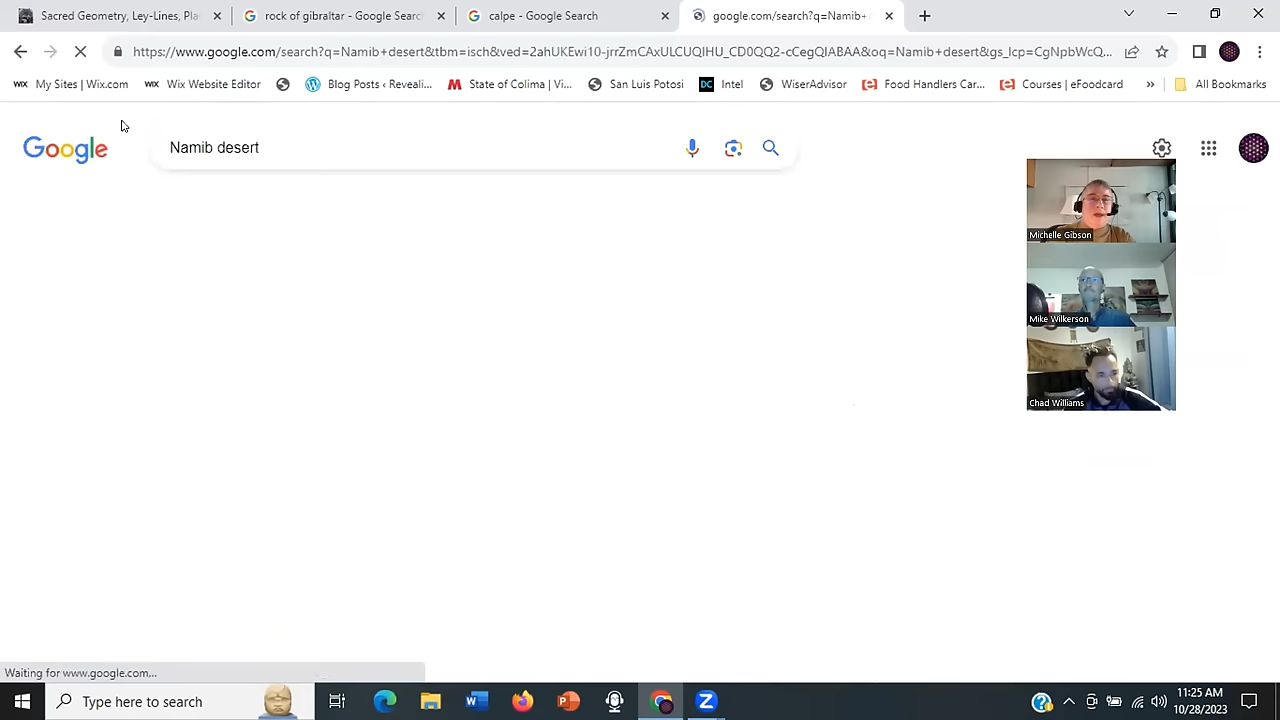 Sacred Geometry, Ley-Lines, Pla
rock of gibraltar - Google Searc
calpe - Google Search
google.com/search?q=Namib+
https://www.google.com/search?q=Namib+desert&tbm=isch&ved=2ahUKEwi10-jrrZmCAxULCUQIHU_CD0QQ2-cCegQIABAA&oq=Namib+desert&gs_lcp=CgNpbWcQ...
WIX My Sites | Wix.com
WIX Wix Website Editor
Blog Posts ‹ Reveali...
M State of Colima | Vi...
San Luis Potosi
DC Intel
WiserAdvisor
e Food Handlers Car...
e Courses | eFoodcard
»
All Bookmarks
Google
Namib desert
Michelle Gibson
Mike Wilkerson
Chad Williams
Waiting for www.google.com...
Type here to search
11:25 AM
10/28/2023